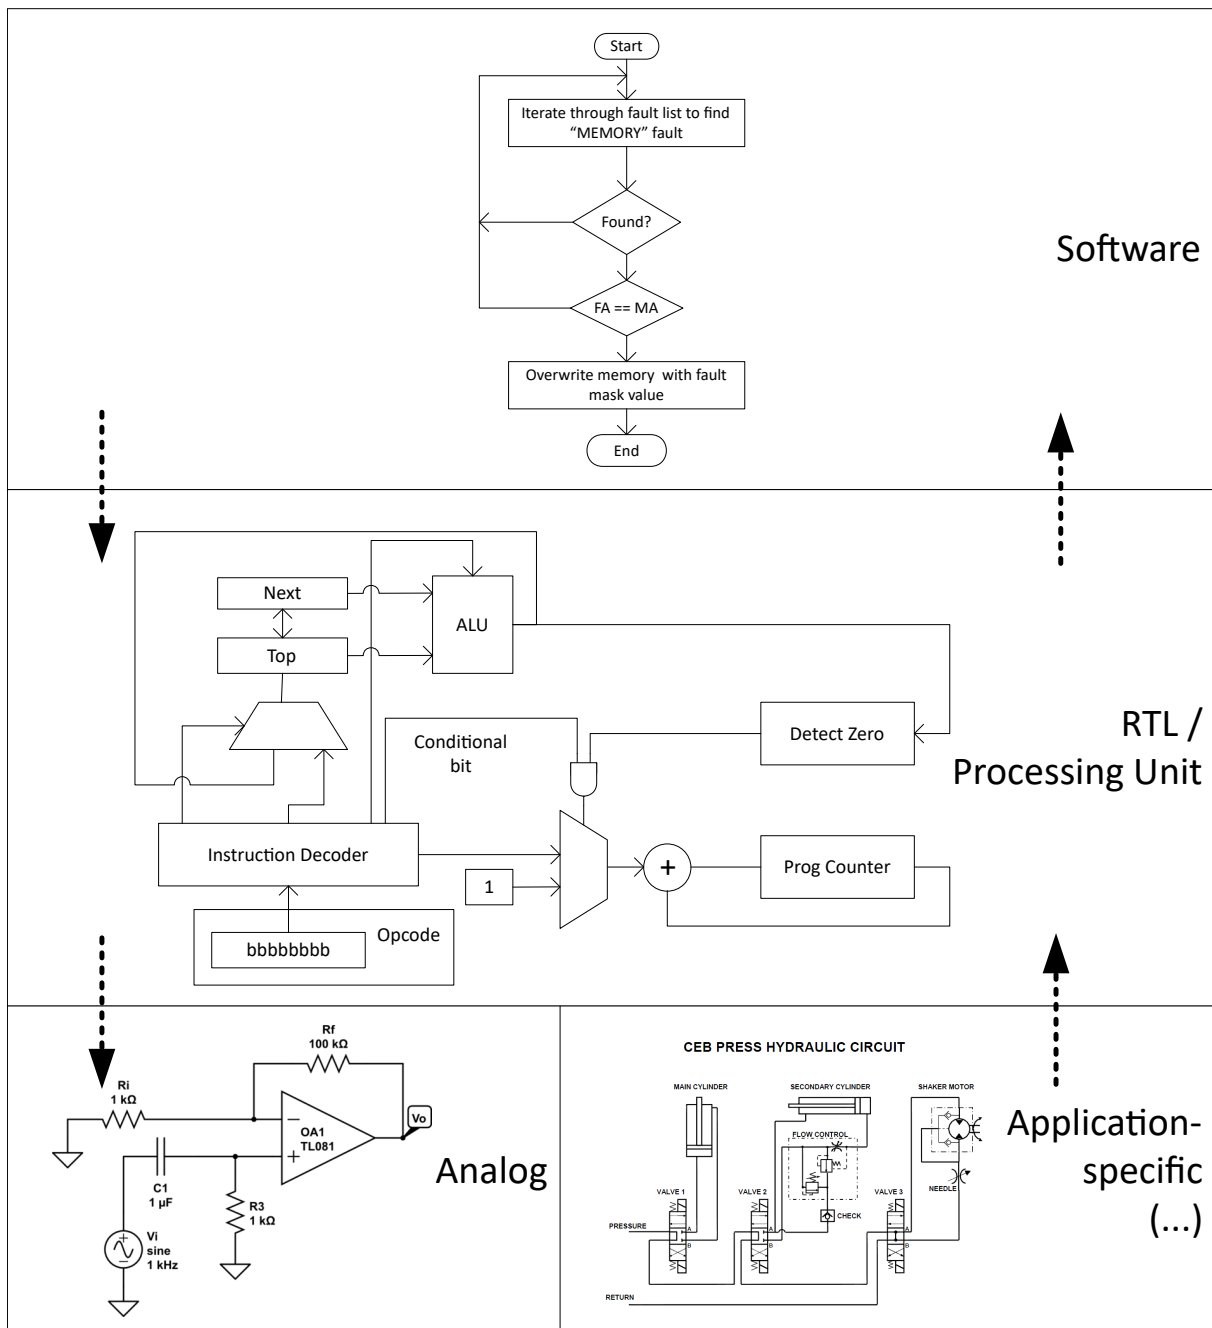 Start
Iterate through fault list to find
“MEMORY” fault
Found?
FA == MA
Overwrite memory with fault
mask value
End
Software
Next
Top
ALU
Conditional
bit
Detect Zero
RTL /
Processing Unit
Instruction Decoder
1
+
Prog Counter
Opcode
bbbbbbbb
Rf
100 kΩ
Ri
1 kΩ
−
+
OA1
TL081
Vo
C1
1 µF
R3
1 kΩ
Vi
sine
1 kHz
Analog
CEB PRESS HYDRAULIC CIRCUIT
MAIN CYLINDER
SECONDARY CYLINDER
SHAKER MOTOR
FLOW CONTROL
NEEDLE
VALVE 1
VALVE 2
VALVE 3
CHECK
PRESSURE
A
B
A
B
A
B
RETURN
Application-
specific
(...)